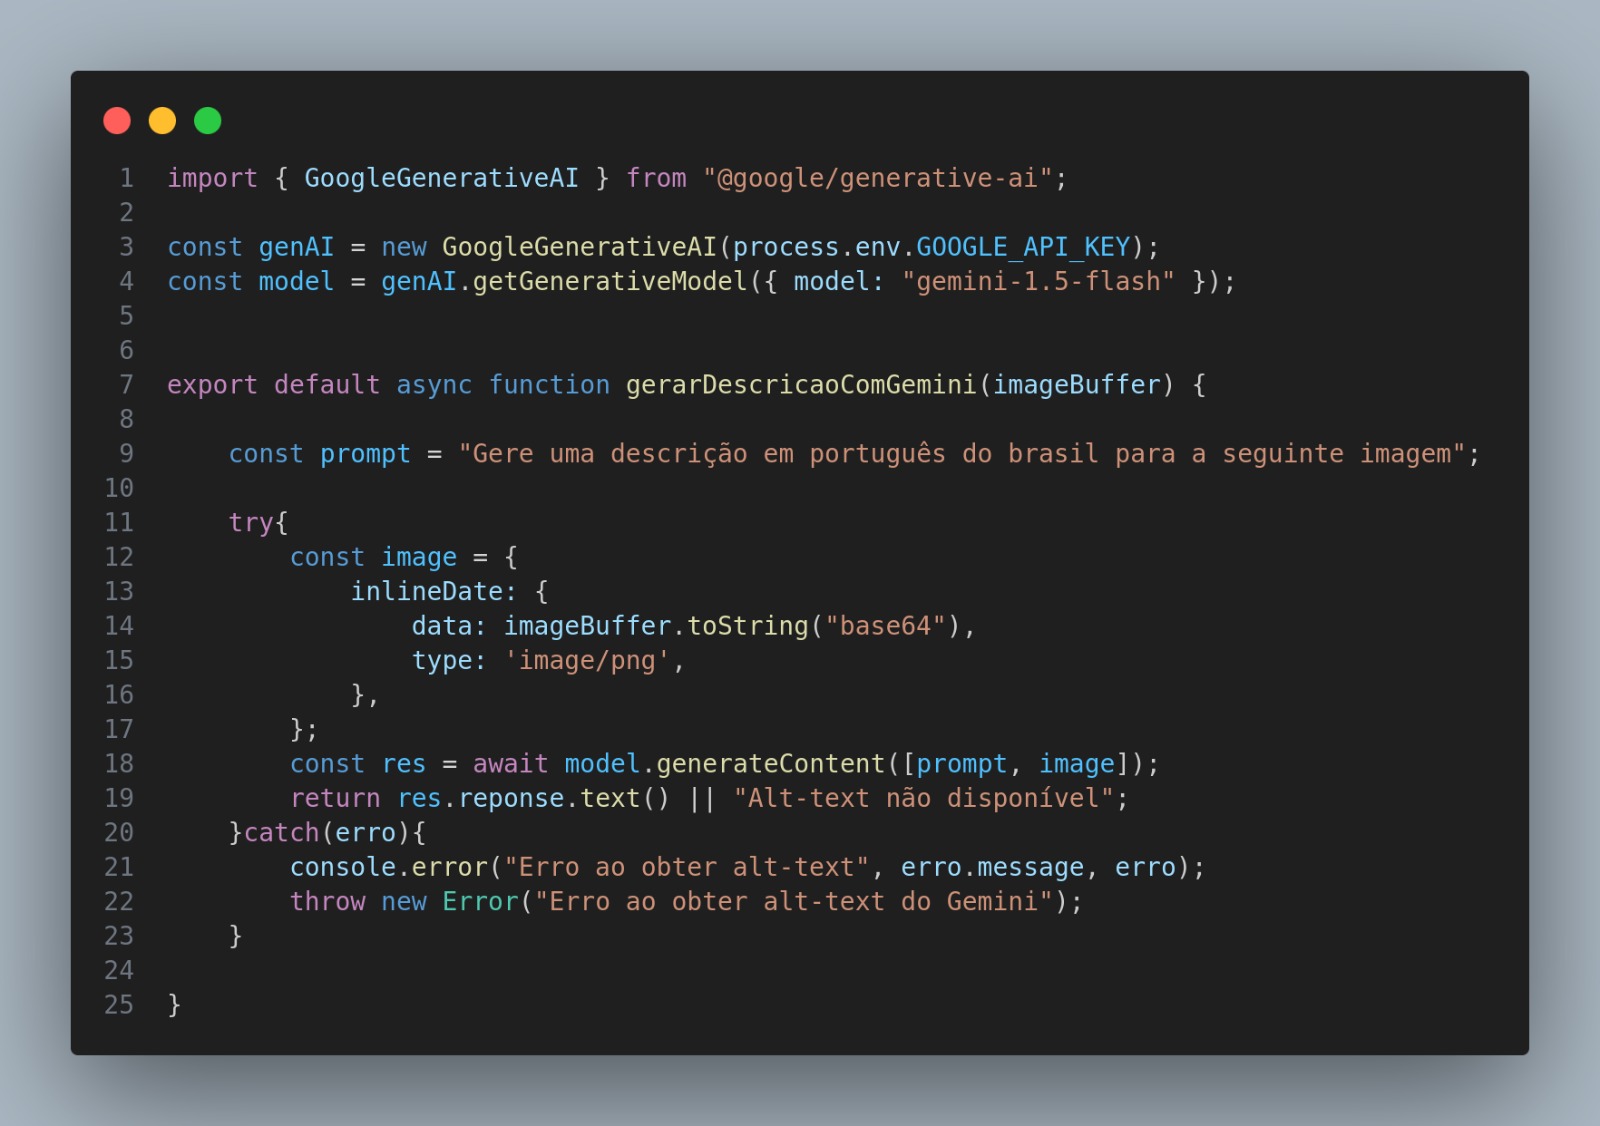 1 import { GoogleGenerativeAI } from "@google/generative-ai";
2
3 const genAI = new GoogleGenerativeAI(process.env.GOOGLE_API_KEY);
4 const model = genAI.getGenerativeModel({ model: "gemini-1.5-flash" });
5
6
7 export default async function gerarDescricaoComGemini(imageBuffer) {
8
9     const prompt = "Gere uma descrição em português do brasil para a seguinte imagem";
10
11     try{
12         const image = {
13             inlineDate: {
14                 data: imageBuffer.toString("base64"),
15                 type: 'image/png',
16             },
17         };
18         const res = await model.generateContent([prompt, image]);
19         return res.reponse.text() || "Alt-text não disponível";
20     }catch(erro){
21         console.error("Erro ao obter alt-text", erro.message, erro);
22         throw new Error("Erro ao obter alt-text do Gemini");
23     }
24
25 }